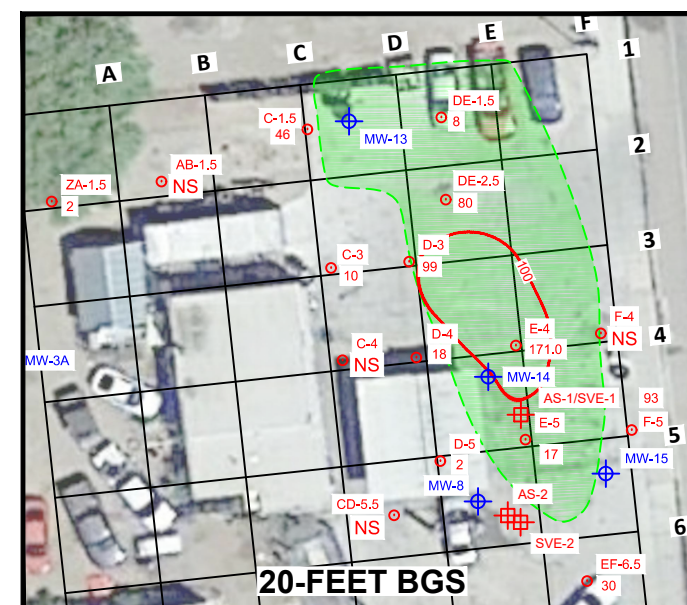 A
B
C
D
E
F
1
2
3
4
5
6
C-1.5
46
MW-13
DE-1.5
8
AB-1.5
NS
ZA-1.5
2
DE-2.5
80
D-3
99
C-3
10
100
F-4
NS
E-4
171.0
D-4
18
C-4
NS
MW-3A
MW-14
AS-1/SVE-1
93
F-5
E-5
17
D-5
2
MW-15
MW-8
AS-2
CD-5.5
NS
SVE-2
EF-6.5
30
20-FEET BGS